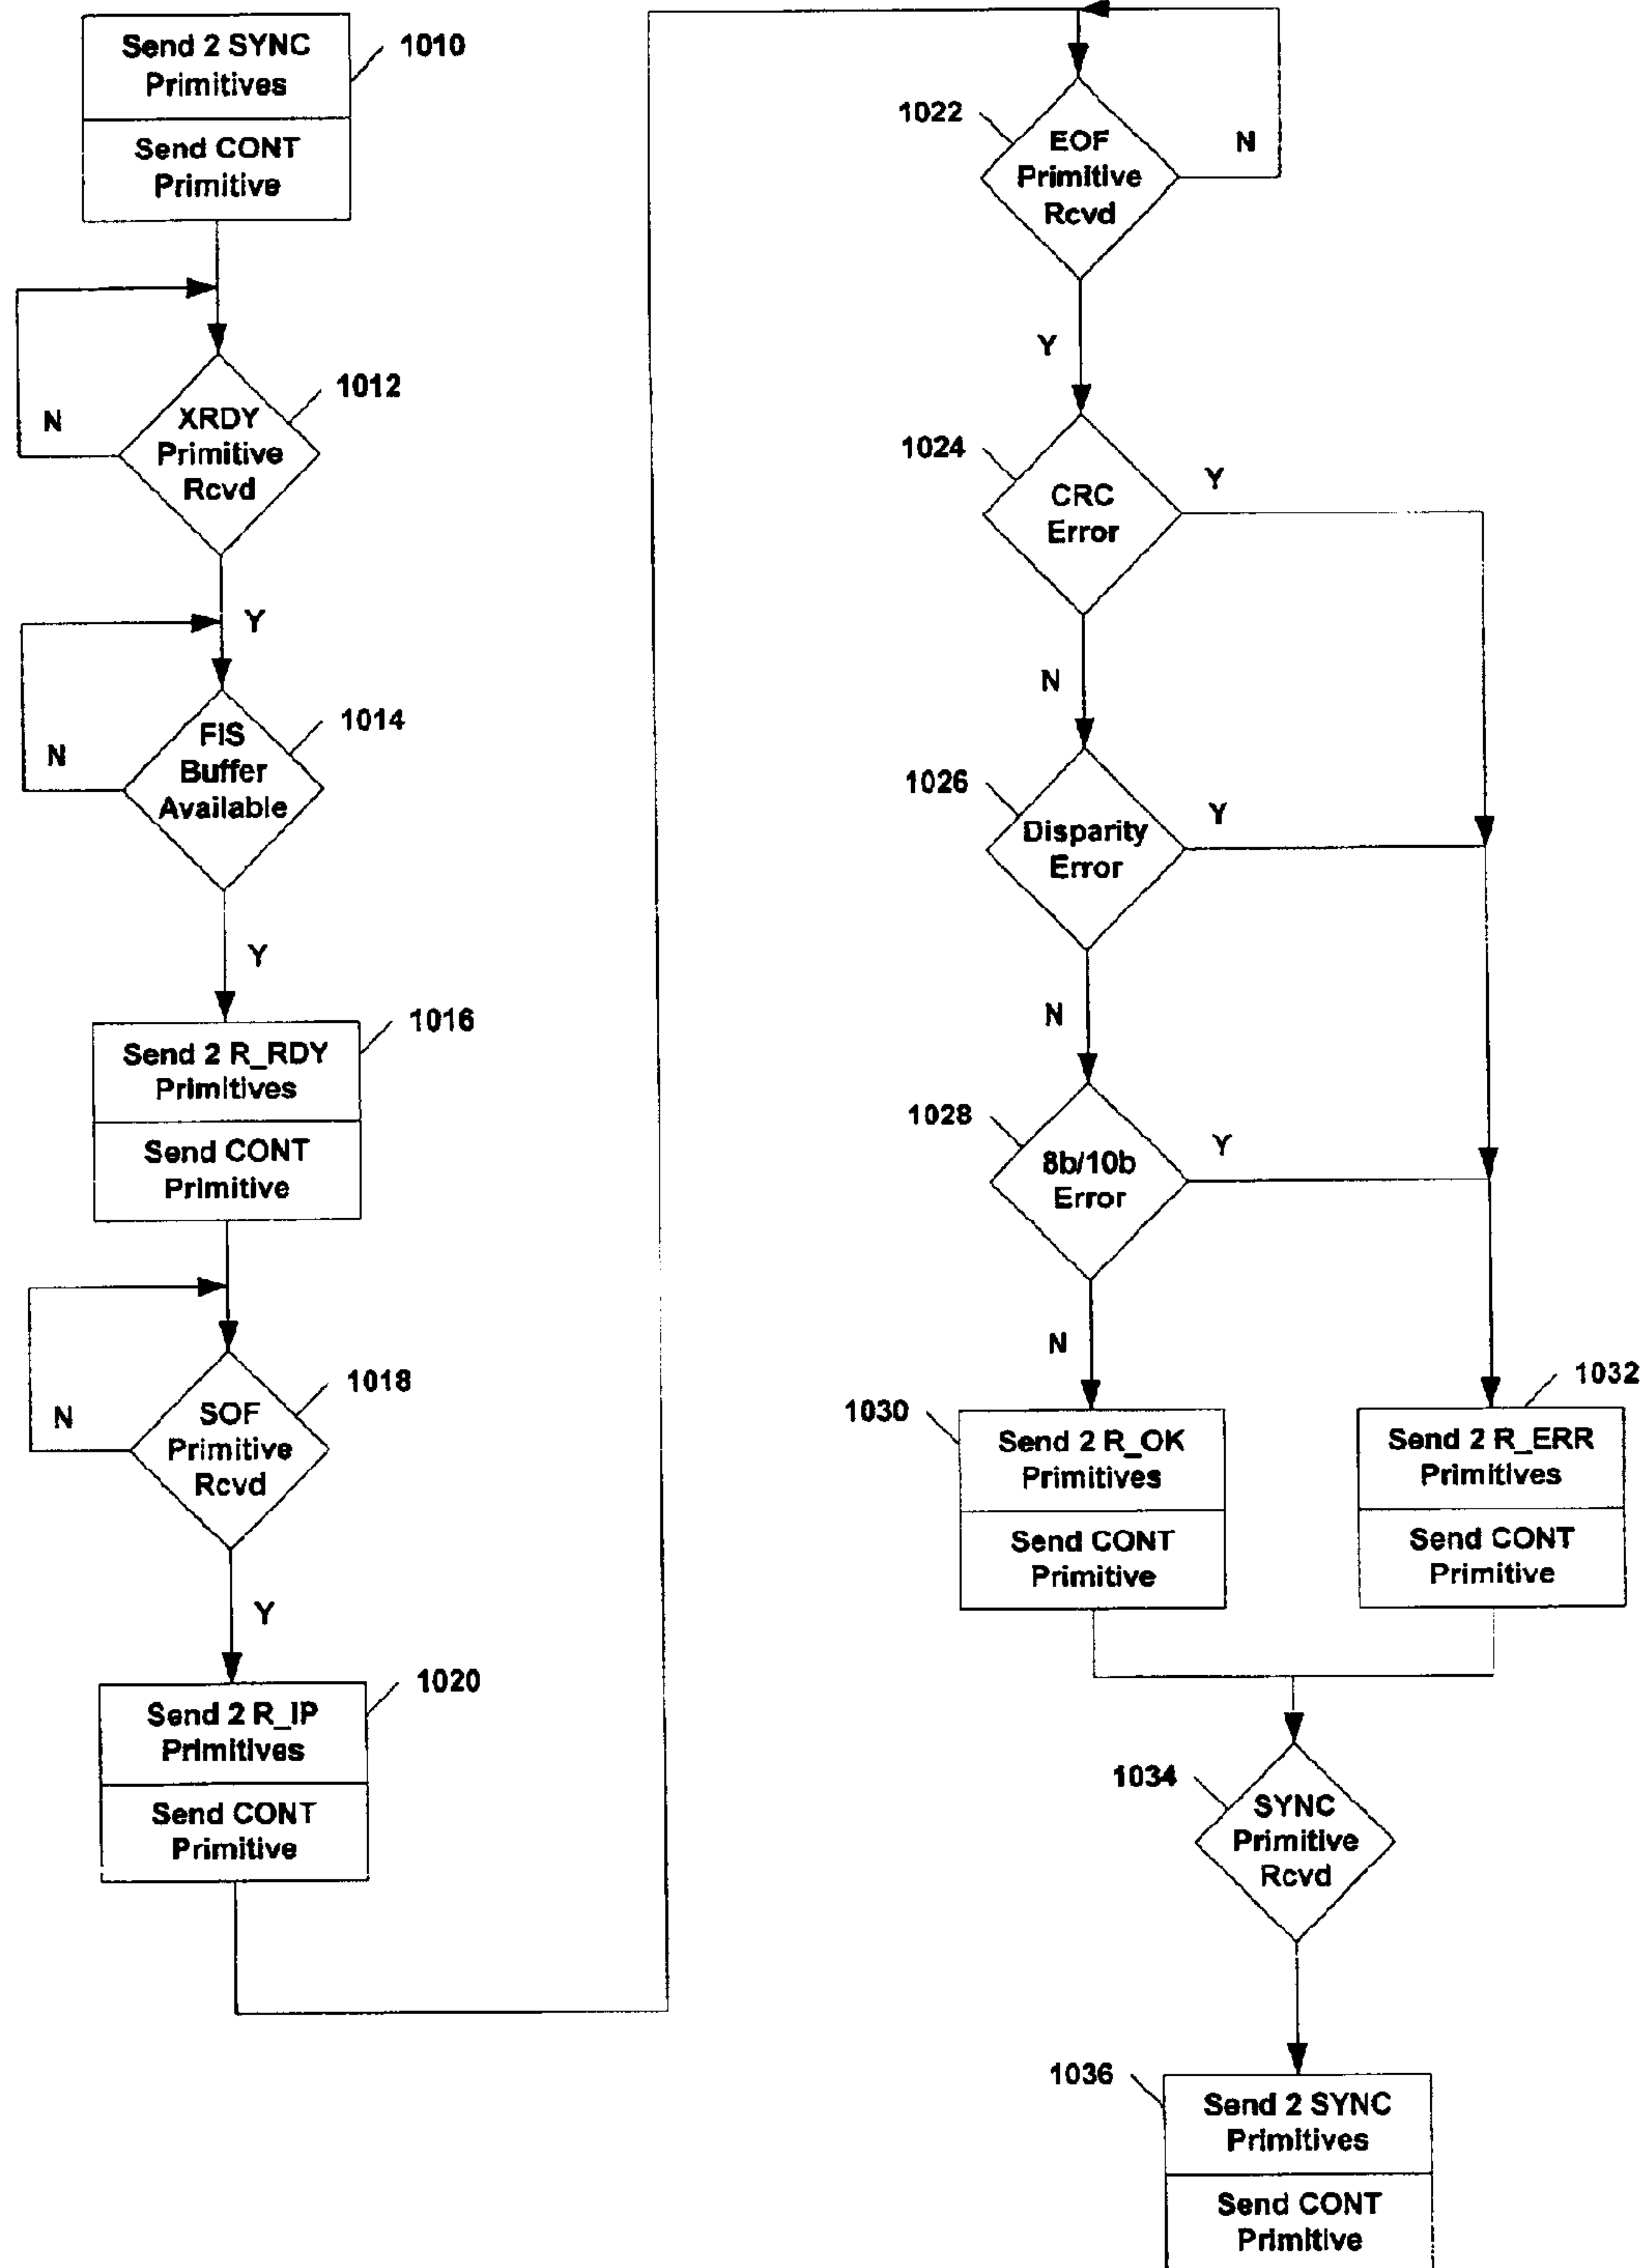 Send 2 SYNC
Primitives
1010
Send CONT
Primitive
1012
N
XRDY
Primitive
Rcvd
Y
1014
N
FIS
Buffer
Available
Y
1016
Send 2 R_RDY
Primitives
Send CONT
Primitive
1018
N
SOF
Primitive
Rcvd
Y
1020
Send 2 R_IP
Primitives
Send CONT
Primitive
1022
EOF
Primitive
Rcvd
N
Y
1024
CRC
Error
Y
N
1026
Disparity
Error
Y
N
1028
8b/10b
Error
Y
N
1030
Send 2 R_OK
Primitives
Send CONT
Primitive
1032
Send 2 R_ERR
Primitives
Send CONT
Primitive
1034
SYNC
Primitive
Rcvd
1036
Send 2 SYNC
Primitives
Send CONT
Primitive